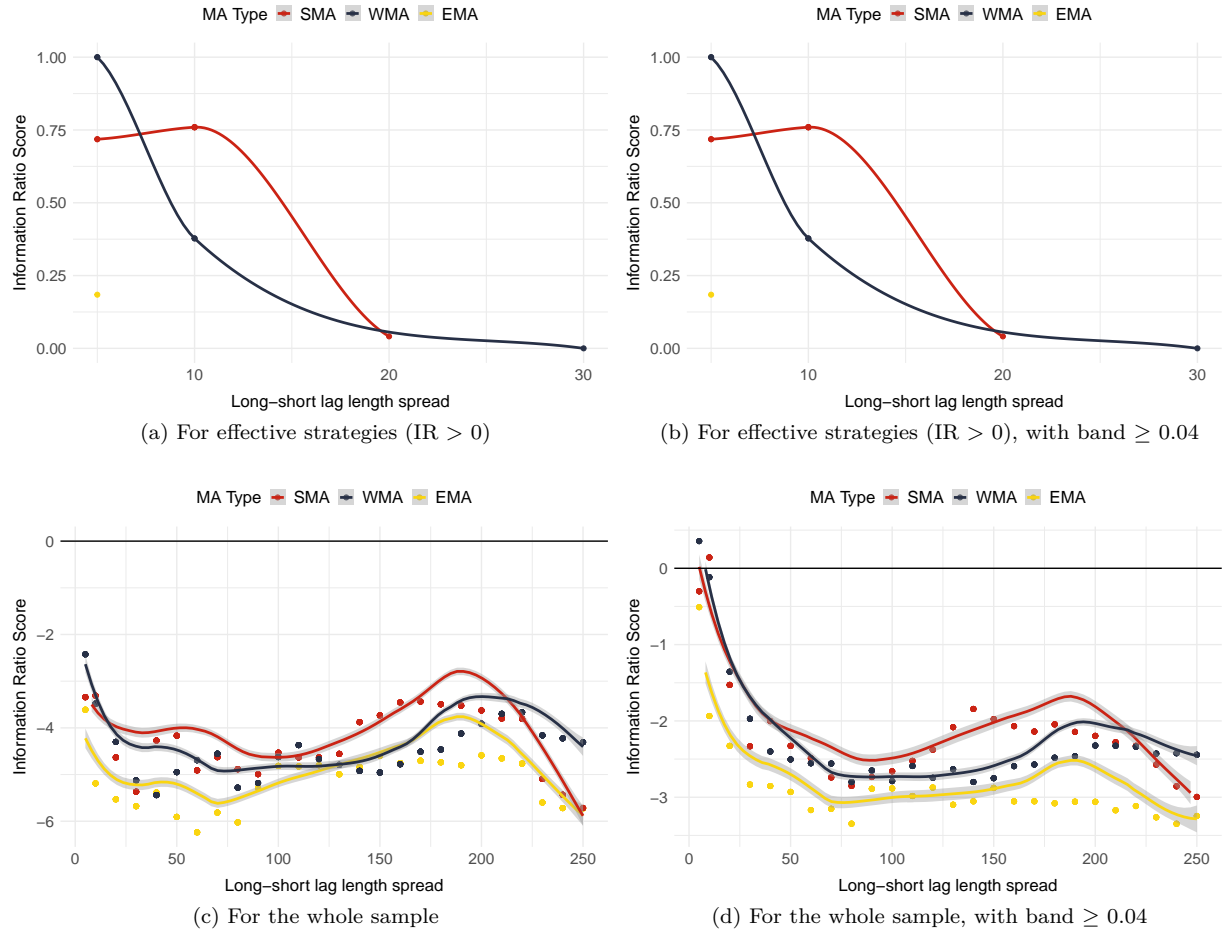 MA Type SMA WMA EMA
Information Ratio Score
1.00
0.75
0.50
0.25
0.00
10 20 30
Long−short lag length spread
(a) For effective strategies (IR > 0)
MA Type SMA WMA EMA
Information Ratio Score
1.00
0.75
0.50
0.25
0.00
10 20 30
Long−short lag length spread
(b) For effective strategies (IR > 0), with band ≥ 0.04
MA Type SMA WMA EMA
Information Ratio Score
0
−2
−4
−6
0 50 100 150 200 250
Long−short lag length spread
(c) For the whole sample
MA Type SMA WMA EMA
Information Ratio Score
0
−1
−2
−3
0 50 100 150 200 250
Long−short lag length spread
(d) For the whole sample, with band ≥ 0.04